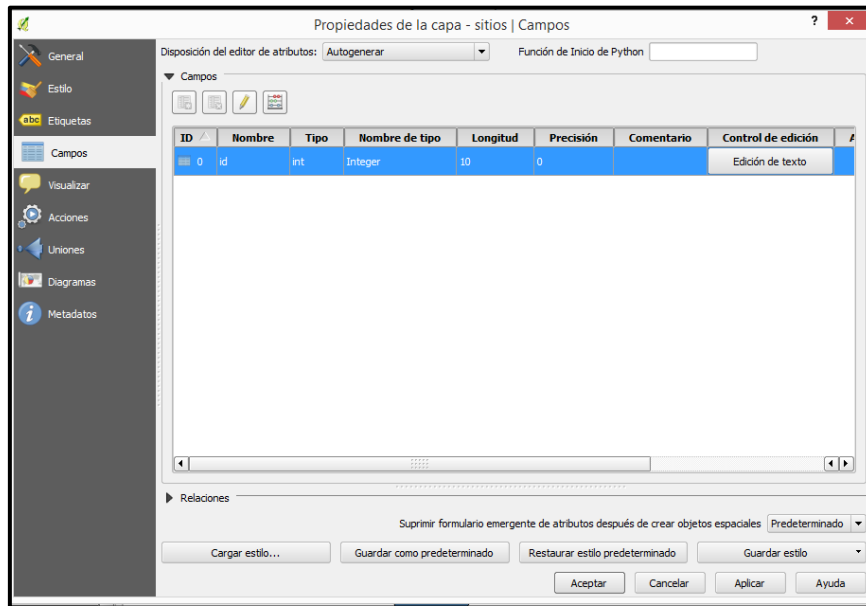 Propiedades de la capa - sitios | Campos
?
General
Estilo
abc Etiquetas
Campos
Visualizar
Acciones
Uniones
Diagramas
i Metadatos
Disposición del editor de atributos: Autogenerar Función de Inicio de Python
Campos
ID Nombre Tipo Nombre de tipo Longitud Precisión Comentario Control de edición
0 id int Integer 10 0 Edición de texto
Relaciones
Suprimir formulario emergente de atributos después de crear objetos espaciales Predeterminado
Cargar estilo... Guardar como predeterminado Restaurar estilo predeterminado Guardar estilo
Aceptar Cancelar Aplicar Ayuda